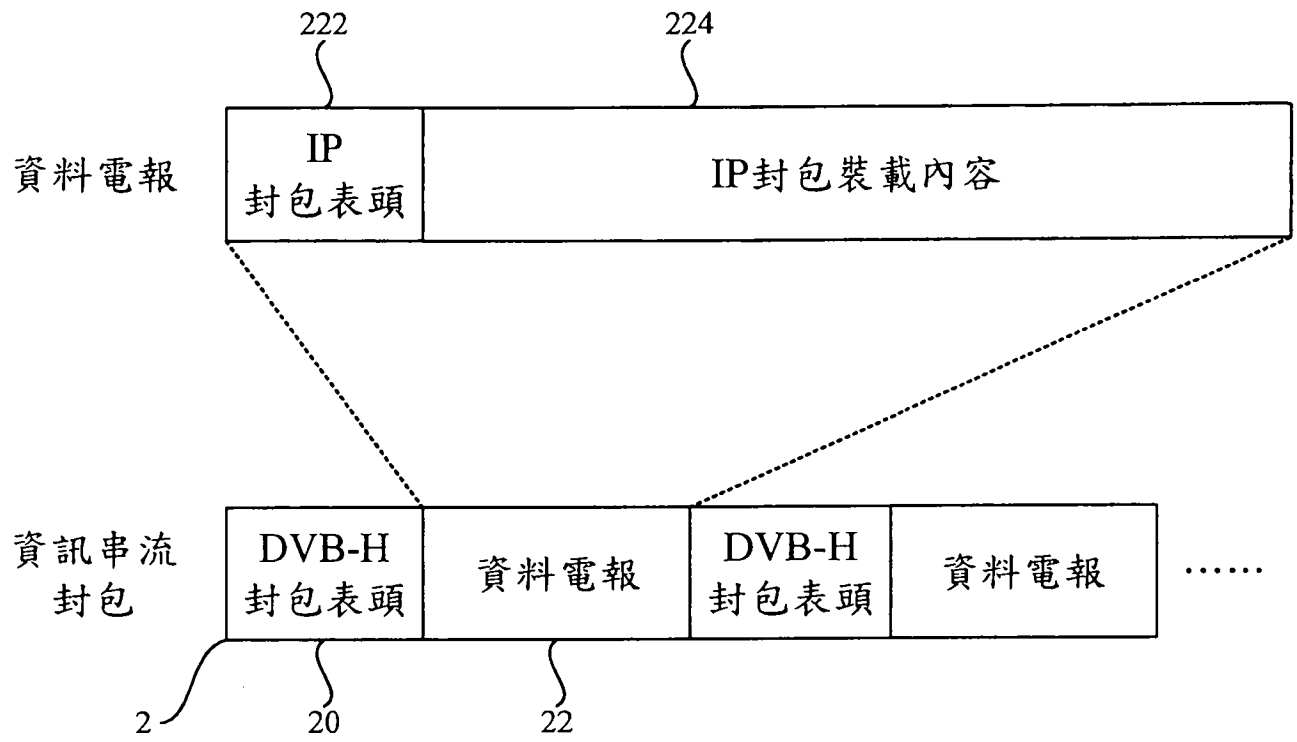 222
224
資料電報
IP
封包表頭
IP封包裝載內容
資訊串流
封包
DVB-H
封包表頭
資料電報
DVB-H
封包表頭
資料電報
……
2
20
22